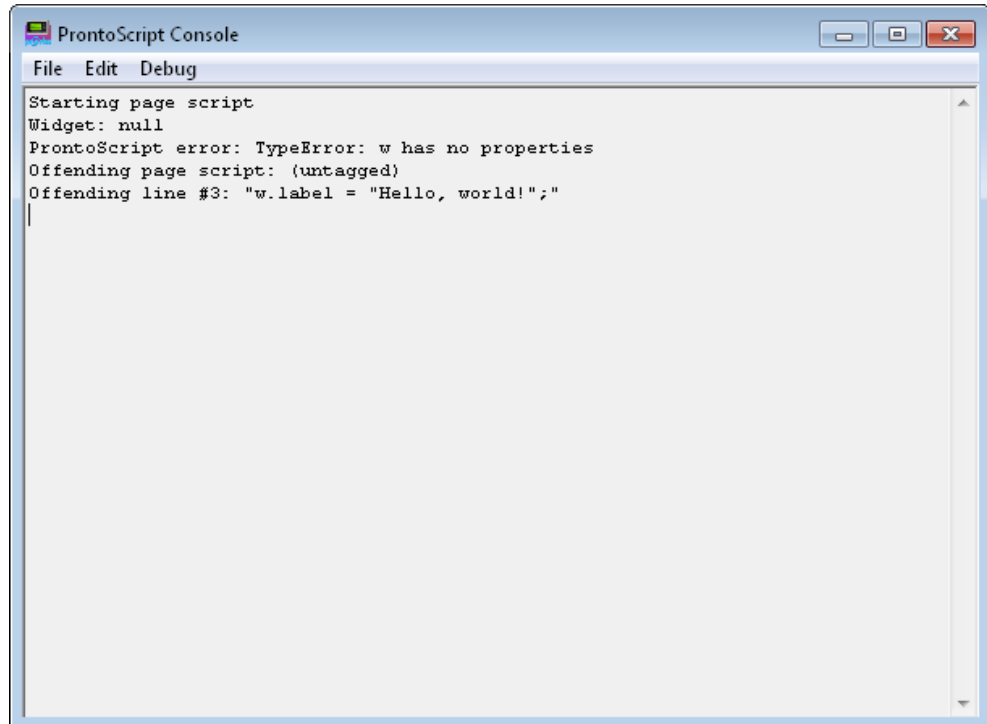 ProntoScript Console
File Edit Debug
Starting page script
Widget: null
ProntoScript error: TypeError: w has no properties
Offending page script: (untagged)
Offending line #3: "w.label = "Hello, world!";"